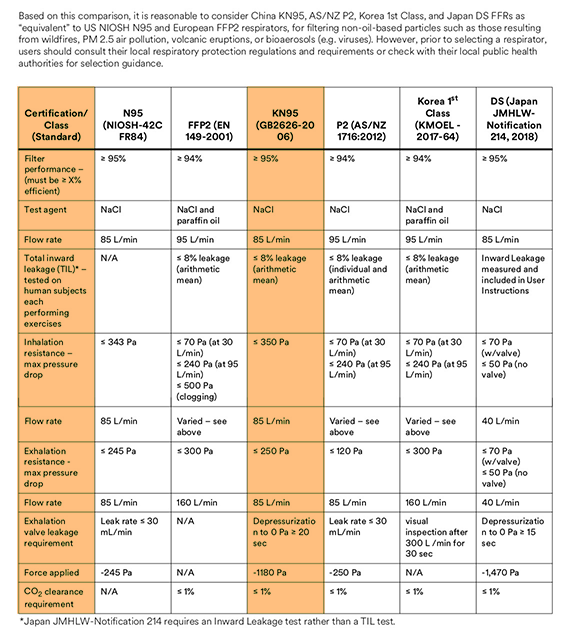 Based on this comparison, it is reasonable to consider China KN95, AS/NZ P2, Korea 1st Class, and Japan DS FFRs as
“equivalent” to US NIOSH N95 and European FFP2 respirators, for filtering non-oil-based particles such as those resulting
from wildfires, PM 2.5 air pollution, volcanic eruptions, or bioaerosols (e.g. viruses). However, prior to selecting a respirator,
users should consult their local respiratory protection regulations and requirements or check with their local public health
authorities for selection guidance.
Certification/
Class
(Standard)
N95
(NIOSH-42C
FR84)
FFP2 (EN
149-2001)
KN95
(GB2626-20
06)
P2 (AS/NZ
1716:2012)
Korea 1st
Class
(KMOEL -
2017-64)
DS (Japan
JMHLW-
Notification
214, 2018)
Filter
performance –
(must be ≥ X%
efficient)
≥ 95%
≥ 94%
≥ 95%
≥ 94%
≥ 94%
≥ 95%
Test agent
NaCl
NaCl and
paraffin oil
NaCl
NaCl
NaCl and
paraffin oil
NaCl
Flow rate
85 L/min
95 L/min
85 L/min
95 L/min
95 L/min
85 L/min
Total inward
leakage (TIL)* –
tested on
human subjects
each
performing
exercises
N/A
≤ 8% leakage
(arithmetic
mean)
≤ 8% leakage
(arithmetic
mean)
≤ 8% leakage
(individual and
arithmetic
mean)
≤ 8% leakage
(arithmetic
mean)
Inward Leakage
measured and
included in User
Instructions
Inhalation
resistance –
max pressure
drop
≤ 343 Pa
≤ 70 Pa (at 30
L/min)
≤ 240 Pa (at 95
L/min)
≤ 500 Pa
(clogging)
≤ 350 Pa
≤ 70 Pa (at 30
L/min)
≤ 240 Pa (at 95
L/min)
≤ 70 Pa (at 30
L/min)
≤ 240 Pa (at 95
L/min)
≤ 70 Pa
(w/valve)
≤ 50 Pa (no
valve)
Flow rate
85 L/min
Varied – see
above
85 L/min
Varied – see
above
Varied – see
above
40 L/min
Exhalation
resistance -
max pressure
drop
≤ 245 Pa
≤ 300 Pa
≤ 250 Pa
≤ 120 Pa
≤ 300 Pa
≤ 70 Pa
(w/valve)
≤ 50 Pa (no
valve)
Flow rate
85 L/min
160 L/min
85 L/min
85 L/min
160 L/min
40 L/min
Exhalation
valve leakage
requirement
Leak rate ≤ 30
mL/min
N/A
Depressurizatio
n to 0 Pa ≥ 20
sec
Leak rate ≤ 30
mL/min
visual
inspection after
300 L /min for
30 sec
Depressurizatio
n to 0 Pa ≥ 15
sec
Force applied
-245 Pa
N/A
-1180 Pa
-250 Pa
N/A
-1,470 Pa
CO2 clearance
requirement
N/A
≤ 1%
≤ 1%
≤ 1%
≤ 1%
≤ 1%
*Japan JMHLW-Notification 214 requires an Inward Leakage test rather than a TIL test.